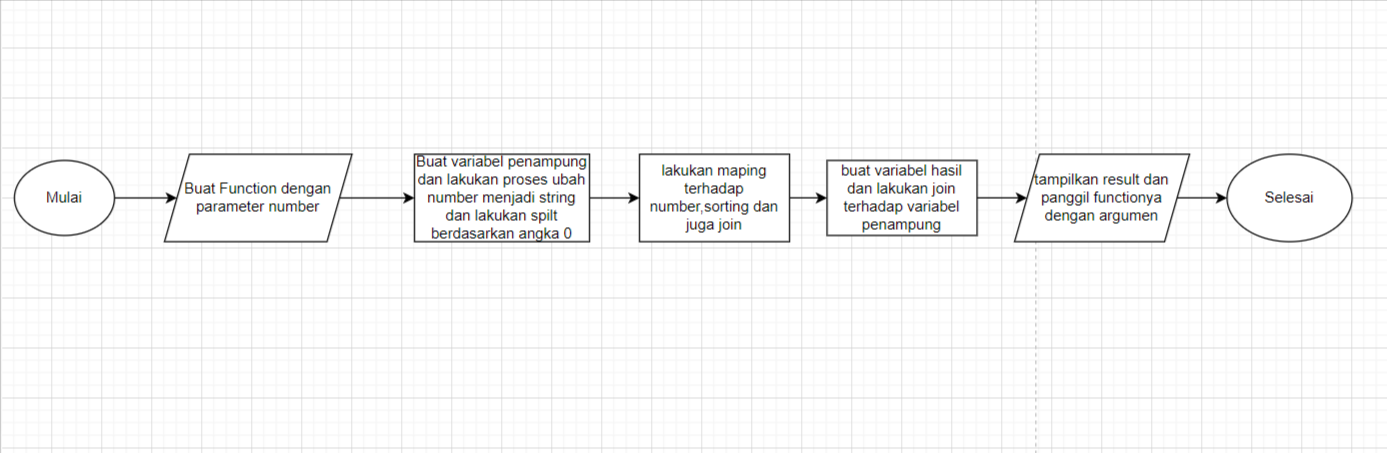 Mulai
Buat Function dengan
parameter number
Buat variabel penampung
dan lakukan proses ubah
number menjadi string
dan lakukan spilt
berdasarkan angka 0
lakukan maping
terhadap
number,sorting dan
juga join
buat variabel hasil
dan lakukan join
terhadap variabel
penampung
tampilkan result dan
panggil functionya
dengan argumen
Selesai